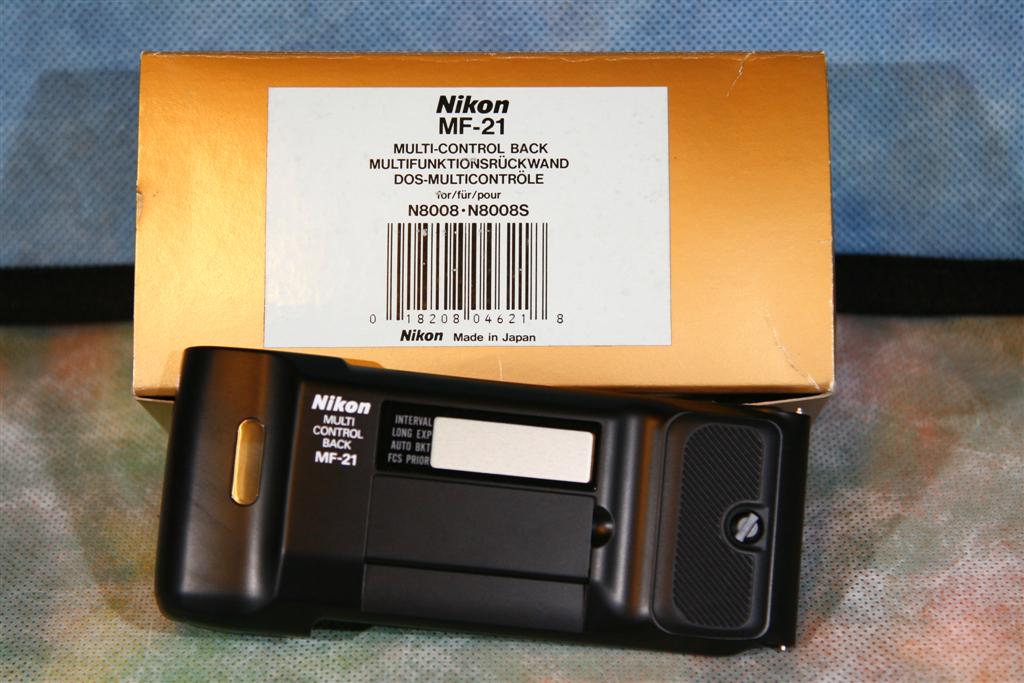 Nikon
MF-21
MULTI-CONTROL BACK
MULTIFUNKTIONSRÜCKWAND
DOS-MULTICONTRÔLE
for/für/pour
N8008·N8008S
0 18208 04621 8
Nikon Made in Japan
Nikon
MULTI
CONTROL
BACK
MF-21
INTERVAL
LONG EXP
AUTO BKT
FCS PRIOR